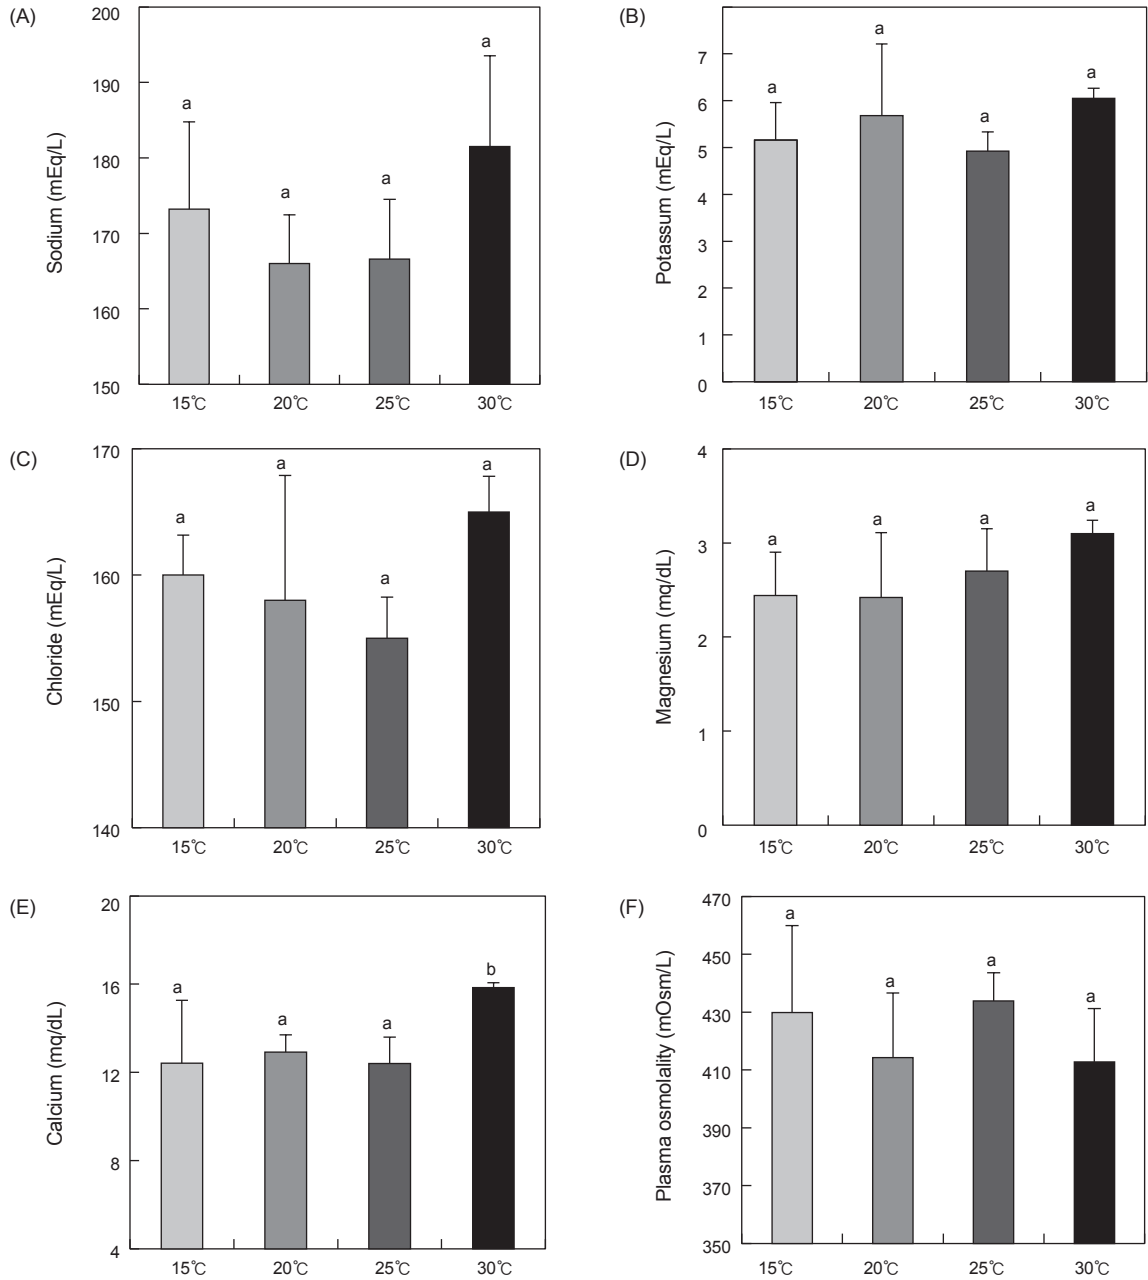 (A)
200
190
180
170
160
150
Sodium (mEq/L)
a
a
a
a
15℃
20℃
25℃
30℃
(B)
7
6
5
4
3
2
1
0
Potassum (mEq/L)
a
a
a
a
15℃
20℃
25℃
30℃
(C)
170
160
150
140
Chloride (mEq/L)
a
a
a
a
15℃
20℃
25℃
30℃
(D)
4
3
2
1
0
Magnesium (mq/dL)
a
a
a
a
15℃
20℃
25℃
30℃
(E)
20
16
12
8
4
Calcium (mq/dL)
a
a
a
b
15℃
20℃
25℃
30℃
(F)
470
450
430
410
390
370
350
Plasma osmolality (mOsm/L)
a
a
a
a
15℃
20℃
25℃
30℃